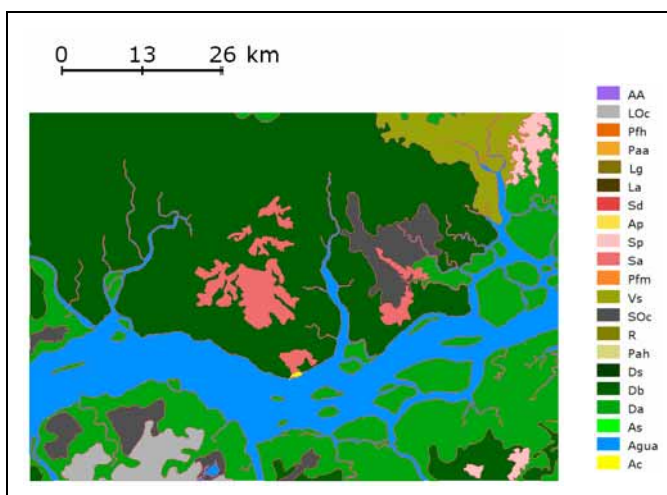 0 13 26 km
AA
LOc
Pfh
Paa
Lg
La
Sd
Ap
Sp
Sa
Pfm
Vs
SOc
R
Pah
Ds
Db
Da
As
Agua
Ac